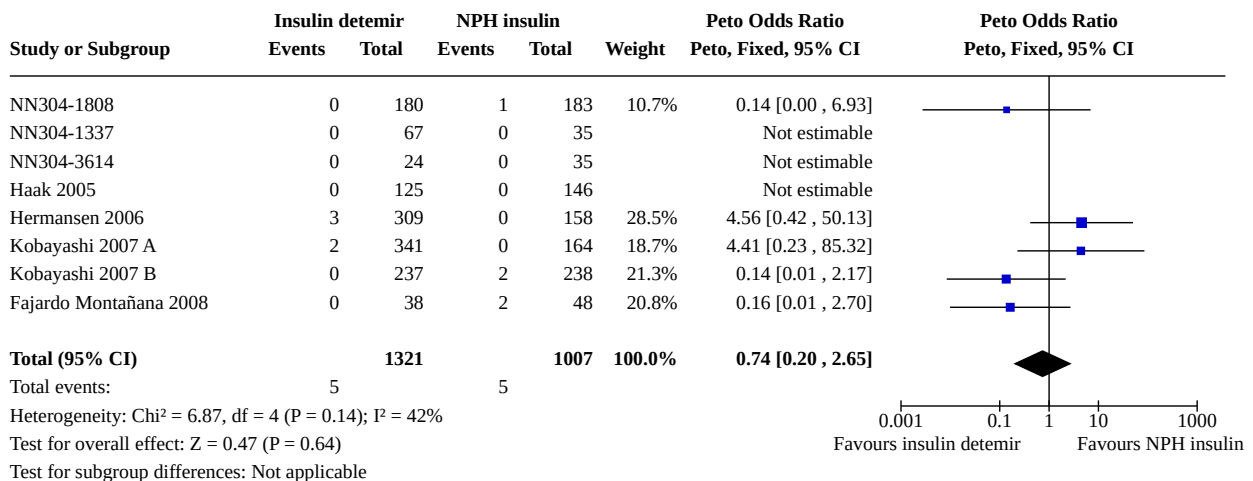 Insulin detemir NPH insulin Peto Odds Ratio Peto Odds Ratio
Study or Subgroup Events Total Events Total Weight Peto, Fixed, 95% CI Peto, Fixed, 95% CI
NN304-1808 0 180 1 183 10.7% 0.14 [0.00 , 6.93]
NN304-1337 0 67 0 35 Not estimable
NN304-3614 0 24 0 35 Not estimable
Haak 2005 0 125 0 146 Not estimable
Hermansen 2006 3 309 0 158 28.5% 4.56 [0.42 , 50.13]
Kobayashi 2007 A 2 341 0 164 18.7% 4.41 [0.23 , 85.32]
Kobayashi 2007 B 0 237 2 238 21.3% 0.14 [0.01 , 2.17]
Fajardo Montañana 2008 0 38 2 48 20.8% 0.16 [0.01 , 2.70]
Total (95% CI) 1321 1007 100.0% 0.74 [0.20 , 2.65]
Total events: 5 5
Heterogeneity: Chi² = 6.87, df = 4 (P = 0.14); I² = 42%
0.001 0.1 1 10 1000
Test for overall effect: Z = 0.47 (P = 0.64) Favours insulin detemir Favours NPH insulin
Test for subgroup differences: Not applicable